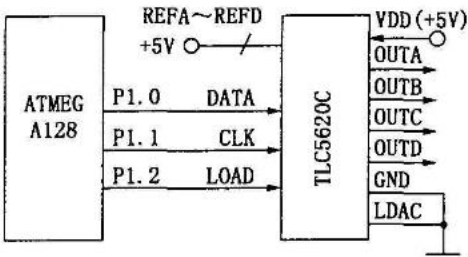 REFA～REFD
+5V
VDD(+5V)
OUTA
OUTB
OUTC
OUTD
GND
LDAC
ATMEG
A128
P1.0 DATA
P1.1 CLK
P1.2 LOAD
TLC5620C